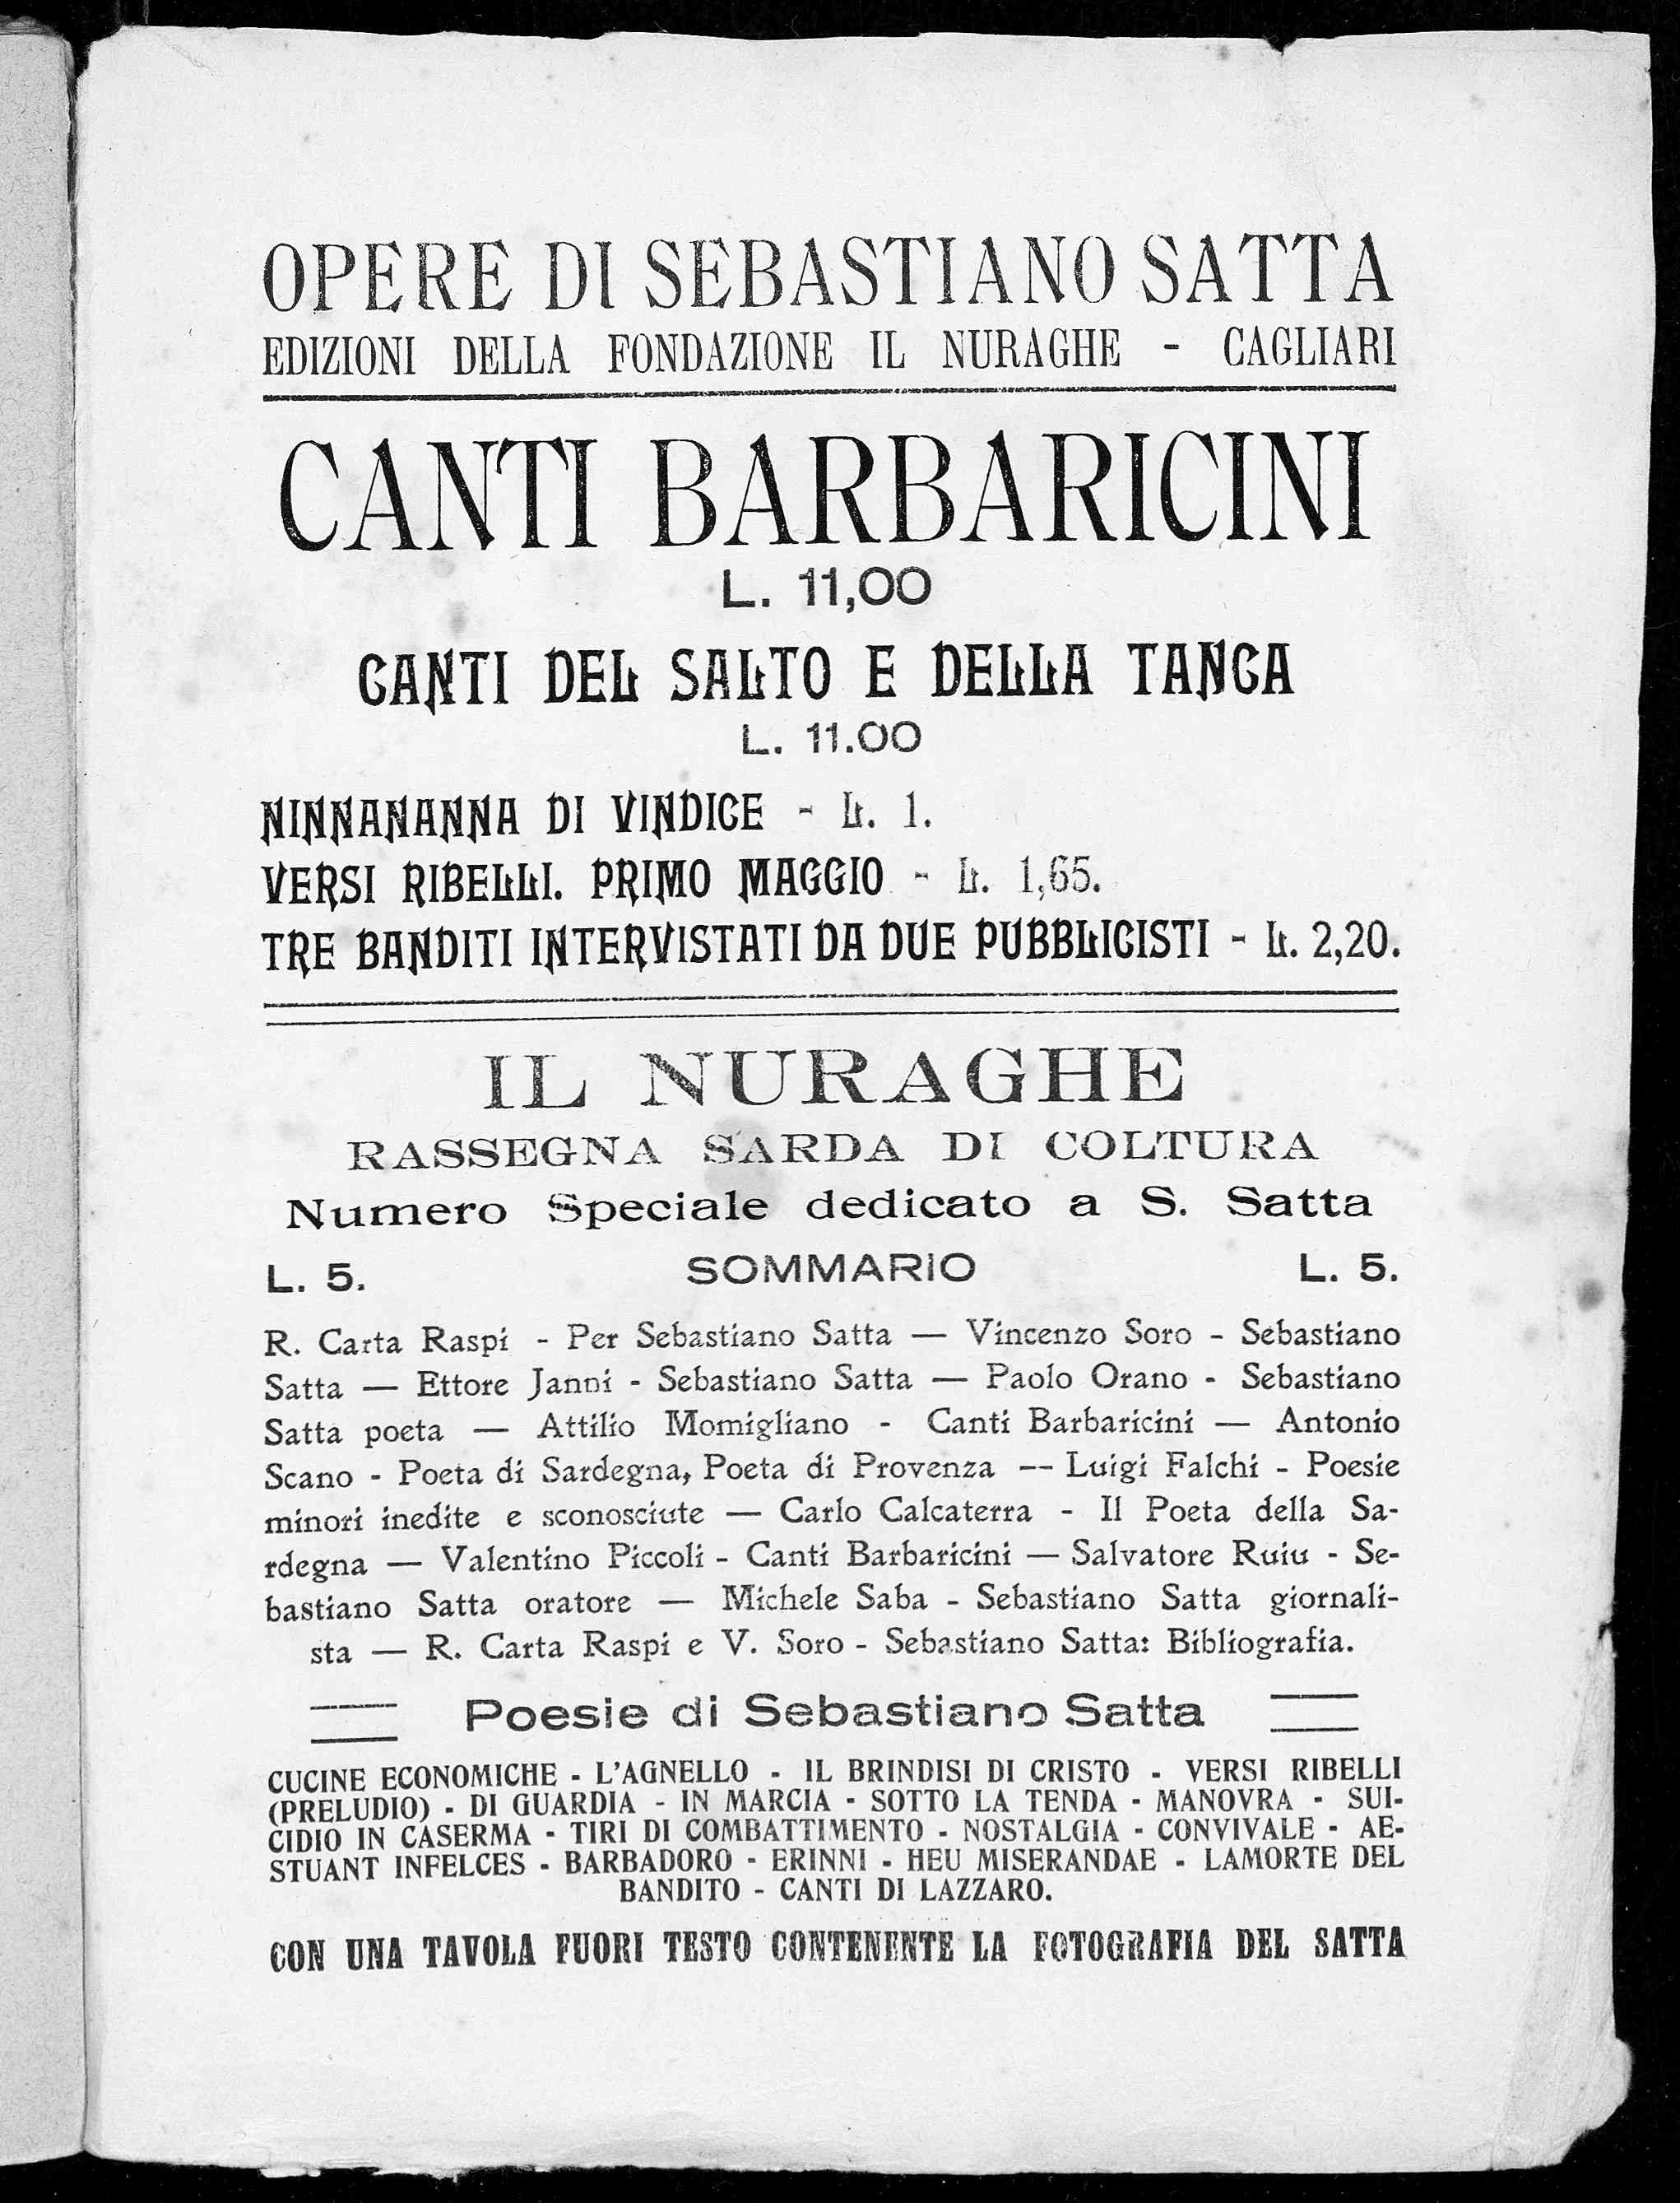 OPERE DI SEBASTIANO SATTA
EDIZIONI DELLA FONDAZIONE IL NURAGHE - CAGLIARI
CANTI BARBARICINI
L. 11,00
CANTI DEL SALTO E DELLA TANCA
L. 11.00
NINNANANNA DI VINDICE - L. 1.
VERSI RIBELLI. PRIMO MAGGIO - L. 1,65.
TRE BANDITI INTERVISTATI DA DUE PUBBLICISTI - L. 2,20.
IL NURAGHE
RASSEGNA SARDA DI COLTURA
Numero Speciale dedicato a S. Satta
L. 5. SOMMARIO L. 5.
R. Carta Raspi - Per Sebastiano Satta — Vincenzo Soro - Sebastiano
Satta — Ettore Janni - Sebastiano Satta — Paolo Orano - Sebastiano
Satta poeta — Attilio Momigliano - Canti Barbaricini — Antonio
Scano - Poeta di Sardegna, Poeta di Provenza -- Luigi Falchi - Poesie
minori inedite e sconosciute — Carlo Calcaterra - Il Poeta della Sa-
rdegna — Valentino Piccoli - Canti Barbaricini — Salvatore Ruiu - Se-
bastiano Satta oratore — Michele Saba - Sebastiano Satta giornali-
sta — R. Carta Raspi e V. Soro - Sebastiano Satta: Bibliografia.
Poesie di Sebastiano Satta
CUCINE ECONOMICHE - L'AGNELLO - IL BRINDISI DI CRISTO - VERSI RIBELLI
(PRELUDIO) - DI GUARDIA - IN MARCIA - SOTTO LA TENDA - MANOVRA - SUI-
CIDIO IN CASERMA - TIRI DI COMBATTIMENTO - NOSTALGIA - CONVIVALE - AE-
STUANT INFELCES - BARBADORO - ERINNI - HEU MISERANDAE - LAMORTE DEL
BANDITO - CANTI DI LAZZARO.
CON UNA TAVOLA FUORI TESTO CONTENENTE LA FOTOGRAFIA DEL SATTA